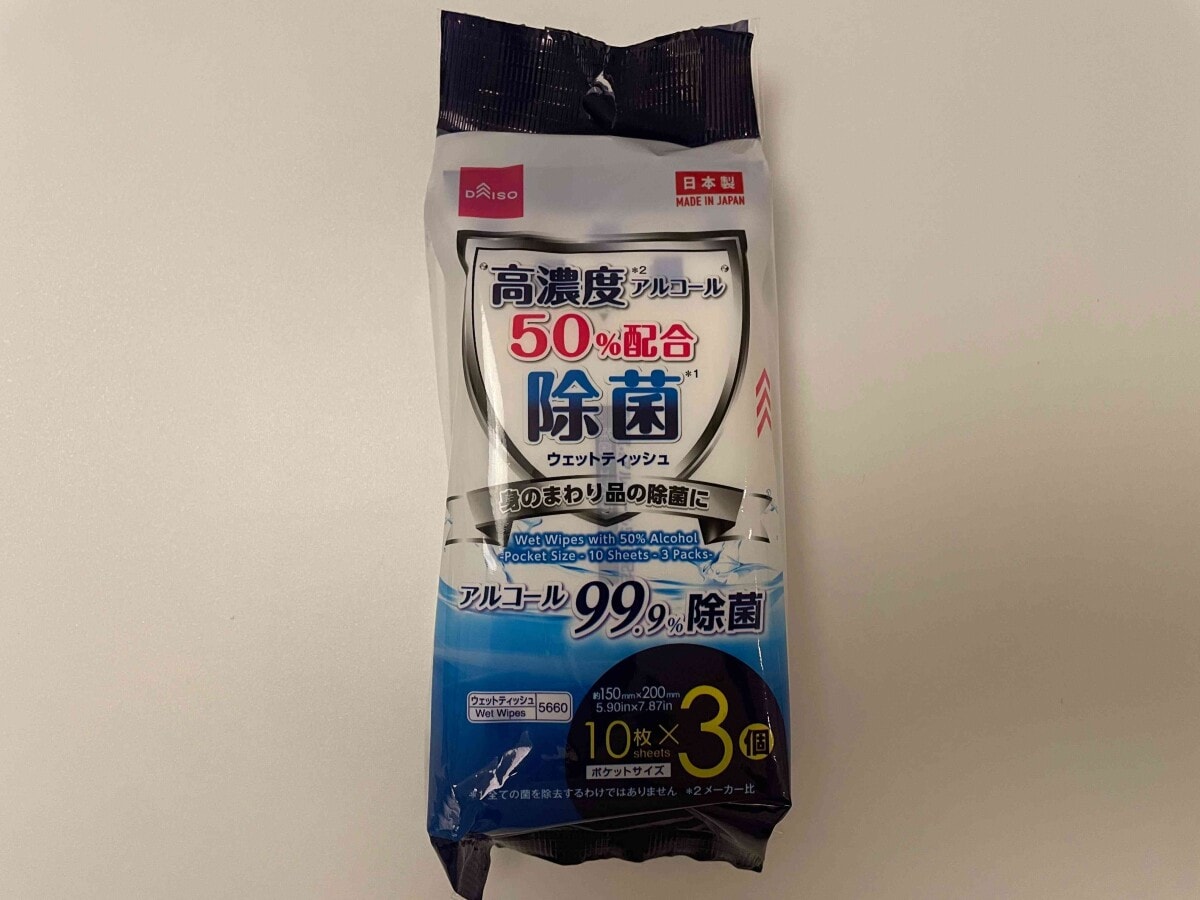 DAISO
日本製
MADE IN JAPAN
"高濃度*2アルコール"
50%配合
除菌*1
ウェットティッシュ
身のまわり品の除菌に
Wet Wipes with 50% Alcohol
-Pocket Size - 10 Sheets - 3 Packs-
アルコール 99.9%除菌
ウェットティッシュ
Wet Wipes
5660
約150mm×200mm
5.90in×7.87in
10枚×3個
sheets
ポケットサイズ
*1全ての菌を除去するわけではありません *2メーカー比